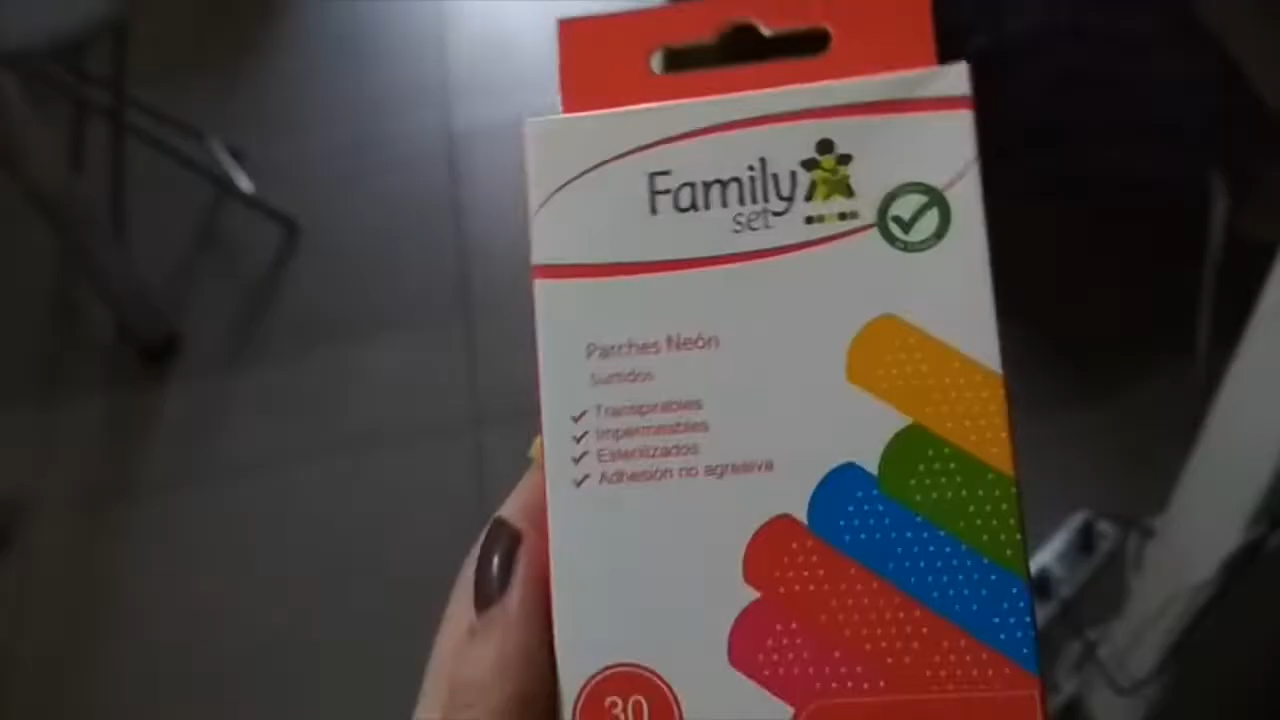 Family
set
Parches Neón
Surtidos
Transpirables
Impermeables
Esterilizados
Adhesión no agresiva
30